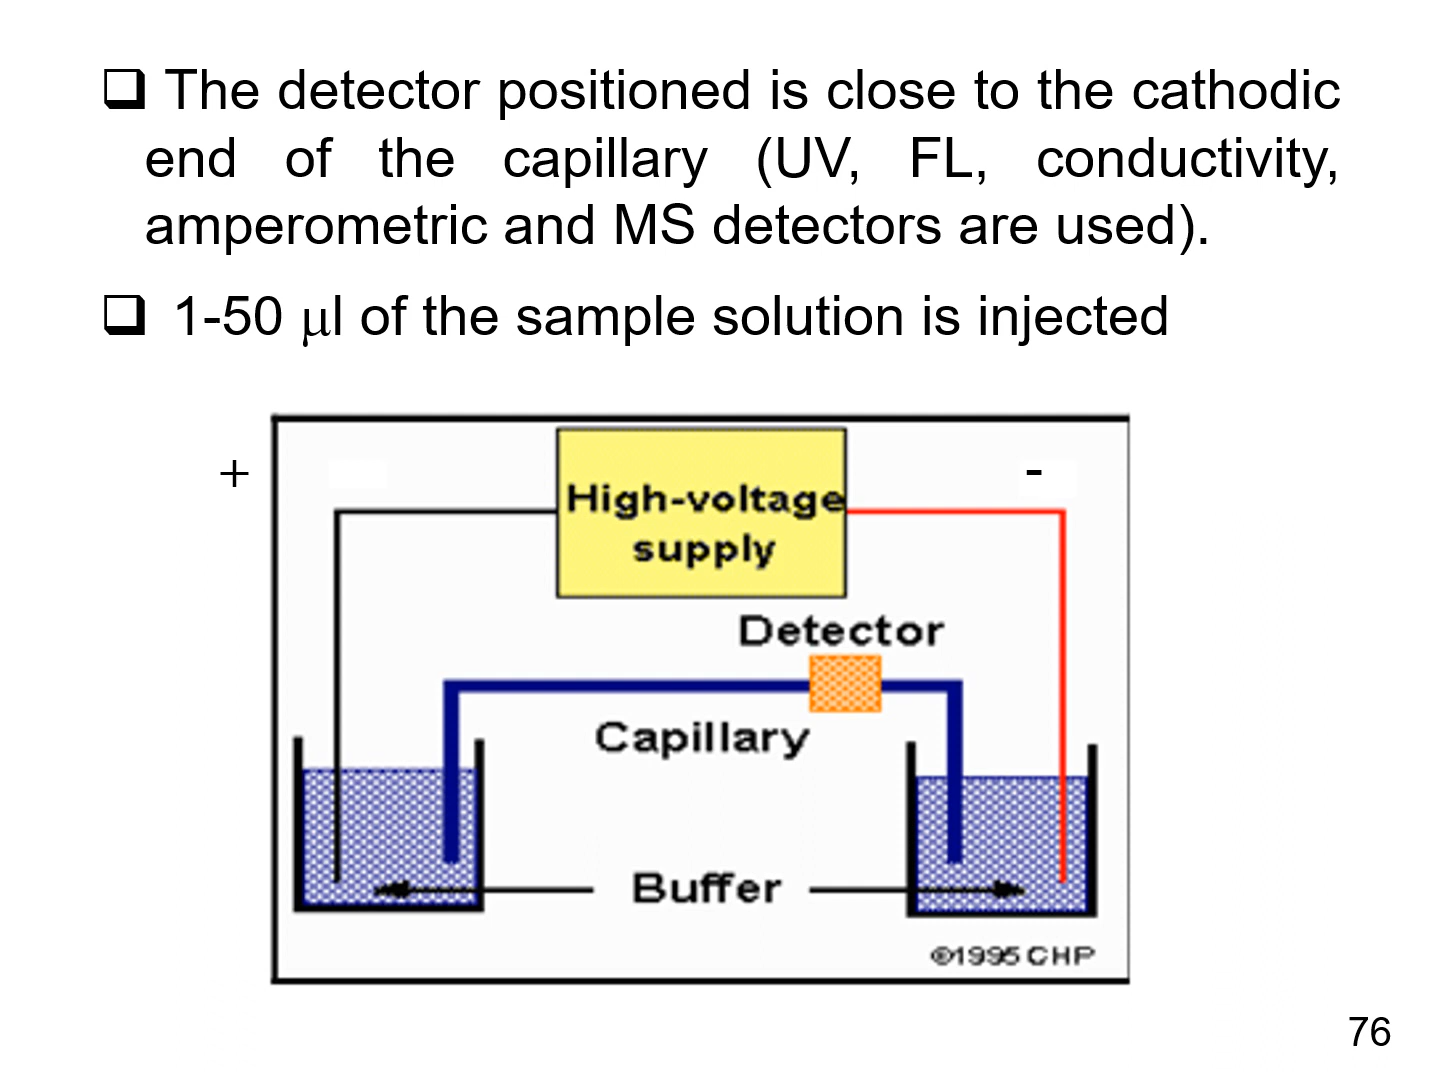 ❑ The detector positioned is close to the cathodic
end of the capillary (UV, FL, conductivity,
amperometric and MS detectors are used).
❑ 1-50 μl of the sample solution is injected
+ -
High-voltage
supply
Detector
Capillary
Buffer
©1995 CHP
76